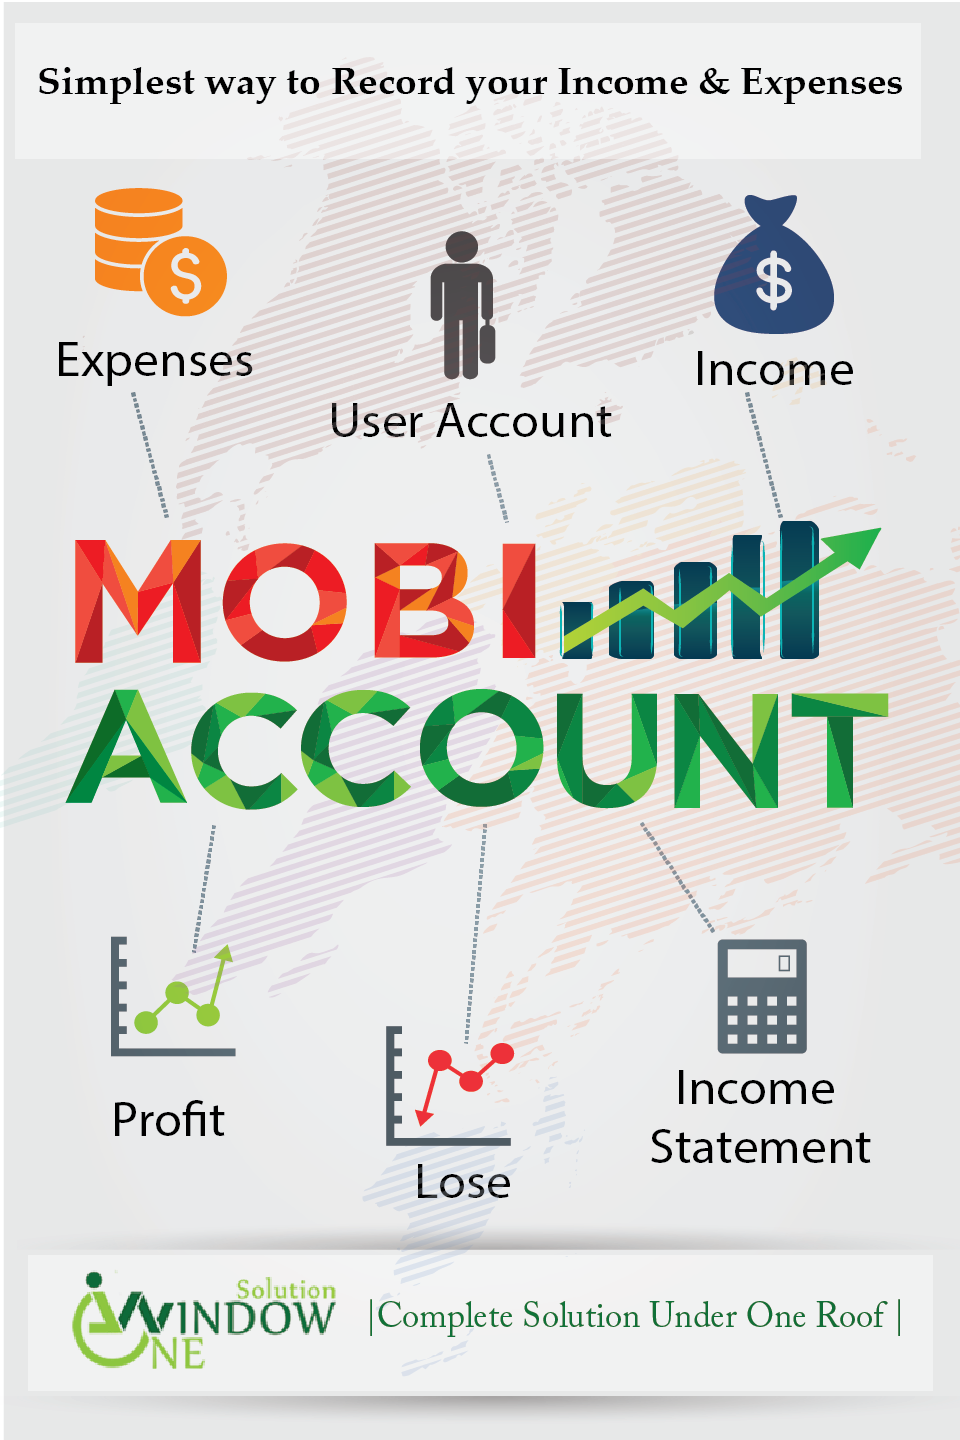 Simplest way to Record your Income & Expenses
$
$
Expenses
Income
User Account
MOBI
ACCOUNT
0
Profit
Income
Statement
Lose
Solution
WINDOW
ONE
|Complete Solution Under One Roof |